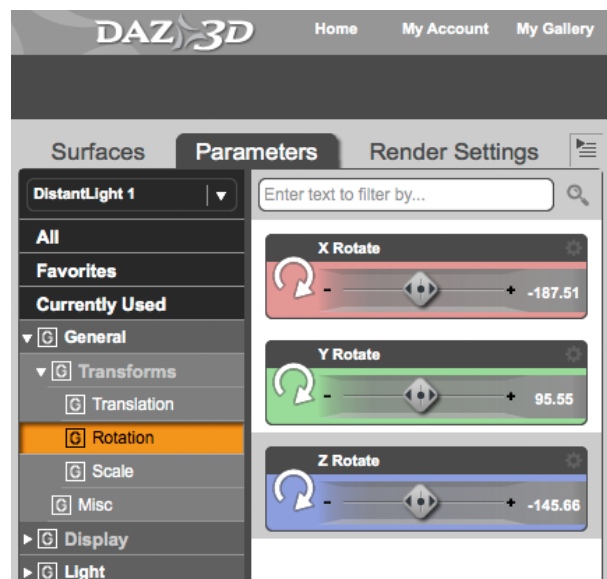 DAZ 3D Home My Account My Gallery
Surfaces Parameters Render Settings
DistantLight 1
Enter text to filter by...
All
Favorites
Currently Used
G General
G Transforms
G Translation
G Rotation
G Scale
G Misc
G Display
G Light
X Rotate
- + -187.51
Y Rotate
- + 95.55
Z Rotate
- + -145.66